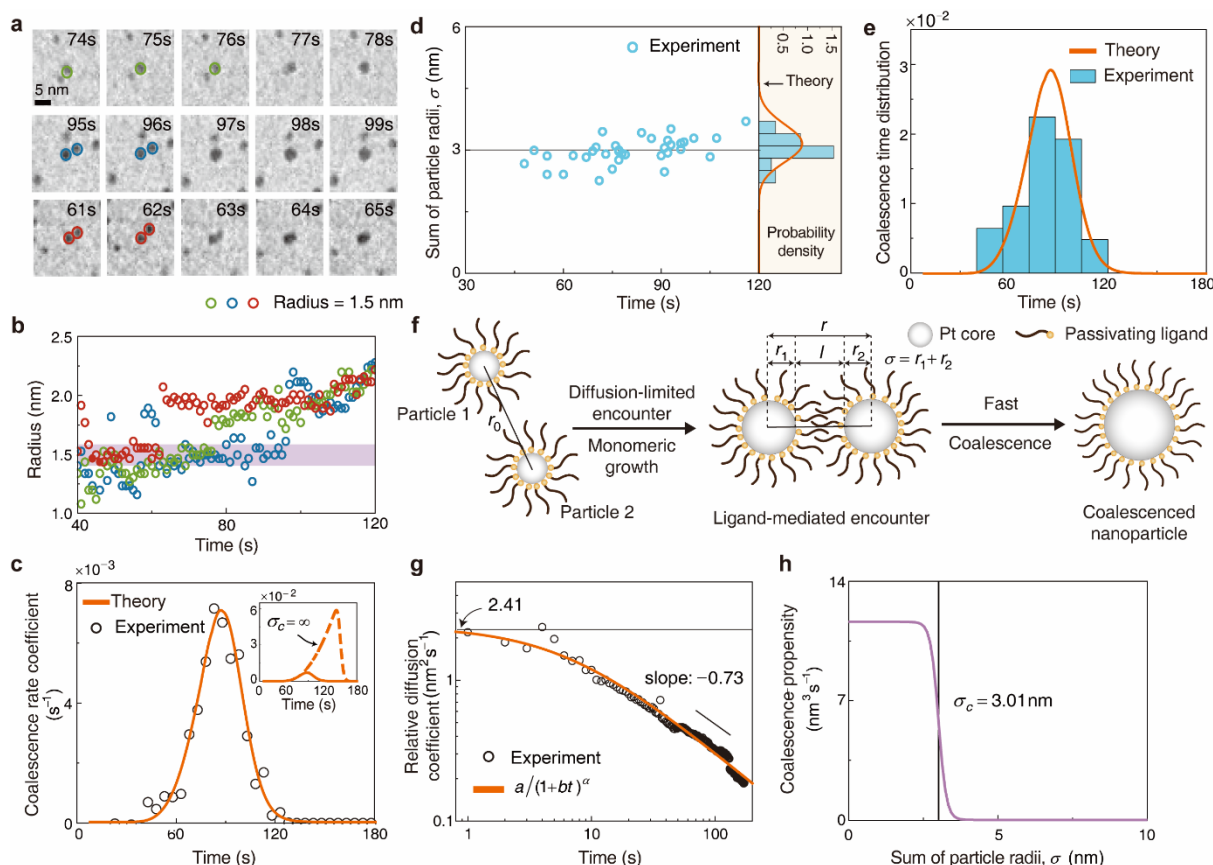 a
74s
75s
76s
77s
78s
5 nm
95s
96s
97s
98s
99s
61s
62s
63s
64s
65s
Radius = 1.5 nm
b
2.5
2.0
1.5
1.0
Radius (nm)
40
80
120
Time (s)
c
×10⁻³
8
4
0
Coalescence rate coefficient
(s⁻¹)
Theory
Experiment
×10⁻²
6
4
2
0
σc = ∞
0 60 120 180
Time (s)
60
120
180
Time (s)
d
6
3
0
Sum of particle radii, σ (nm)
Experiment
0.5
1.0
1.5
Theory
Probability
density
30
60
90
120
Time (s)
e
×10⁻²
4
2
0
Coalescence time distribution
Theory
Experiment
0
60
120
180
Time (s)
f
Particle 1
r0
Particle 2
Diffusion-limited
encounter
Monomeric
growth
r
r1
l
r2
σ = r1 + r2
Ligand-mediated encounter
Pt core
Passivating ligand
Fast
Coalescence
Coalescenced
nanoparticle
g
2.41
1
0.1
Relative diffusion
coefficient (nm² s⁻¹)
slope: −0.73
Experiment
a/(1+bt)^α
1
10
100
Time (s)
h
14
7
0
Coalescence-propensity
(nm³ s⁻¹)
σc = 3.01 nm
0
5
10
Sum of particle radii, σ (nm)